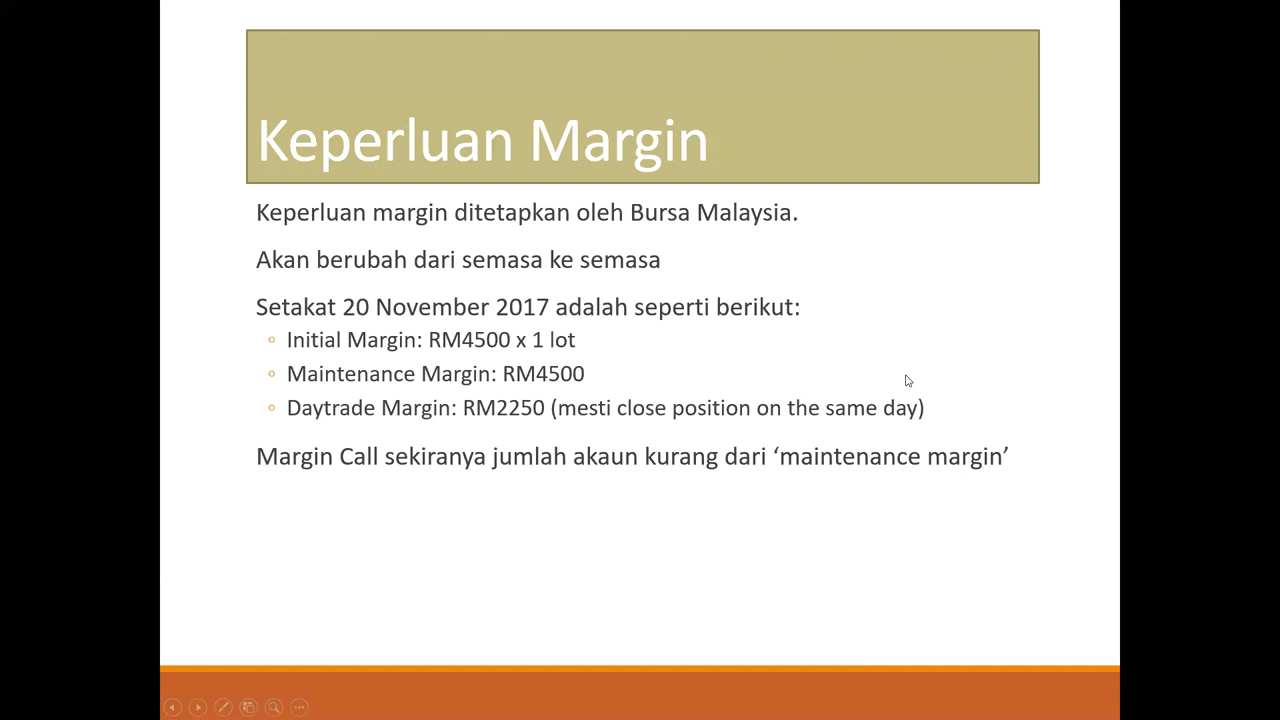 Keperluan Margin
Keperluan margin ditetapkan oleh Bursa Malaysia.
Akan berubah dari semasa ke semasa
Setakat 20 November 2017 adalah seperti berikut:
Initial Margin: RM4500 x 1 lot
Maintenance Margin: RM4500
Daytrade Margin: RM2250 (mesti close position on the same day)
Margin Call sekiranya jumlah akaun kurang dari ‘maintenance margin’